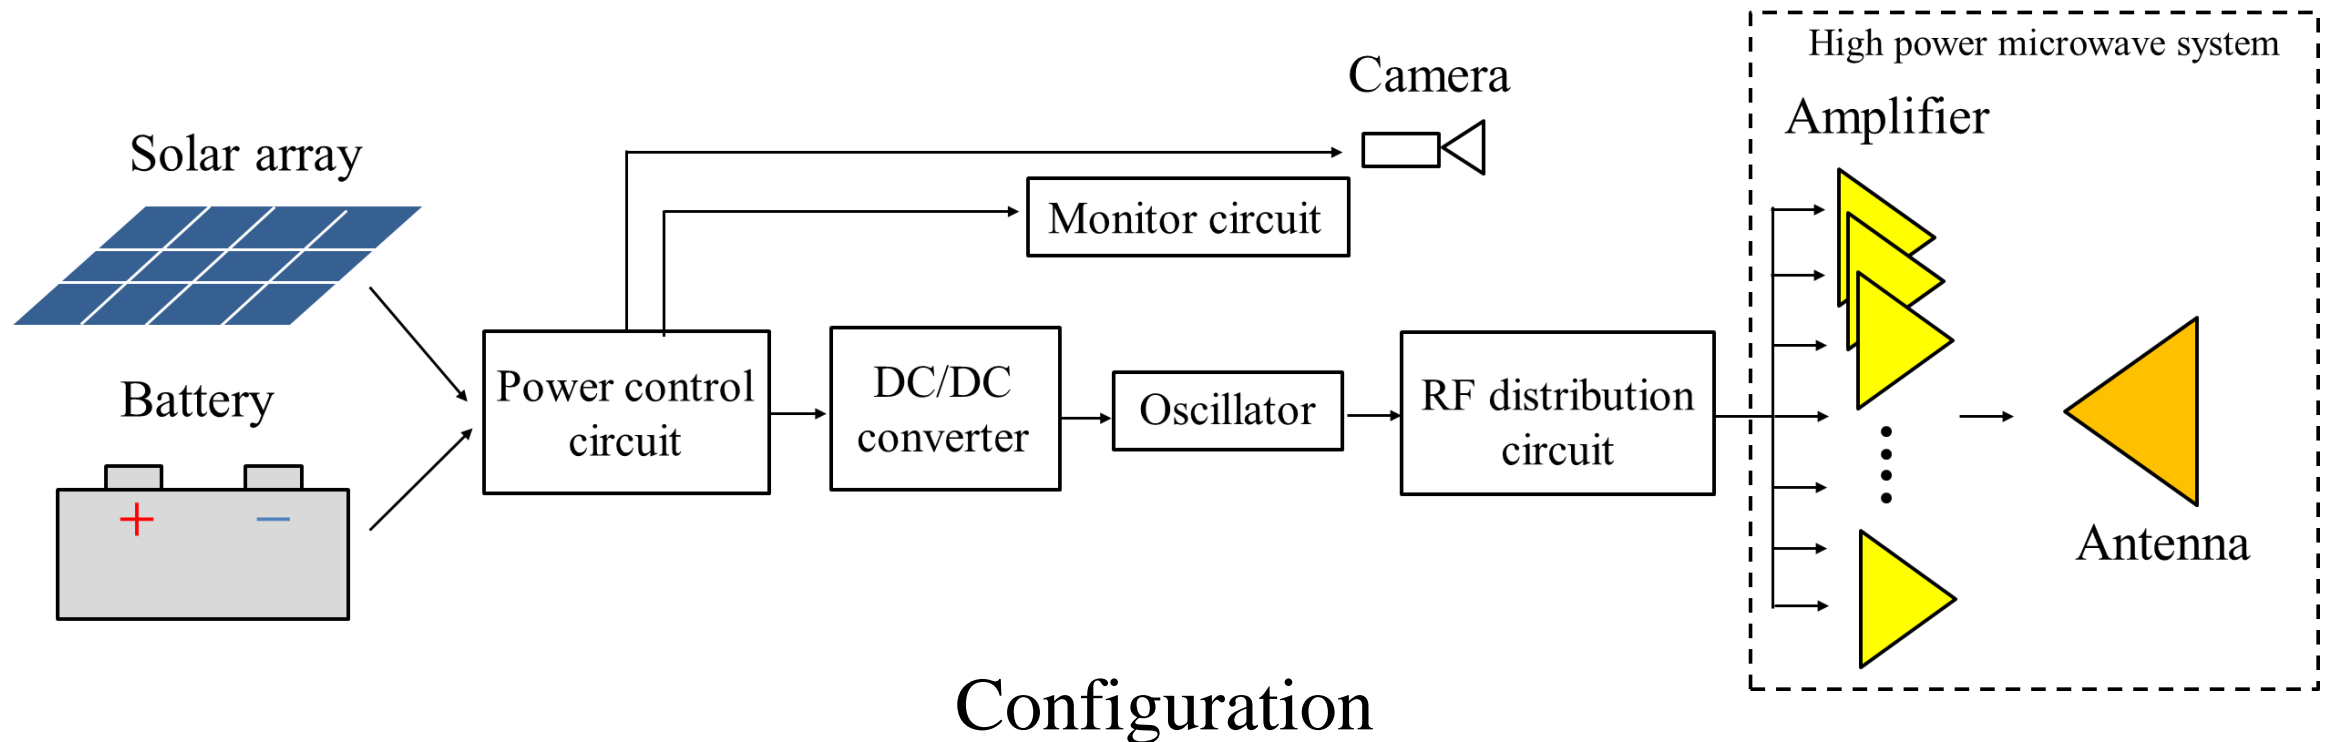 High power microwave system
Camera
Amplifier
Solar array
Monitor circuit
Battery
Power control
circuit
DC/DC
converter
Oscillator
RF distribution
circuit
+ −
Antenna
Configuration